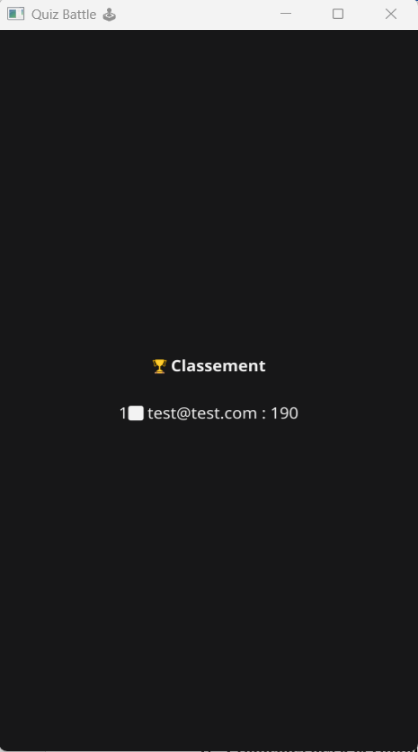 Quiz Battle 🕹️
🏆 Classement
1⬜ test@test.com : 190